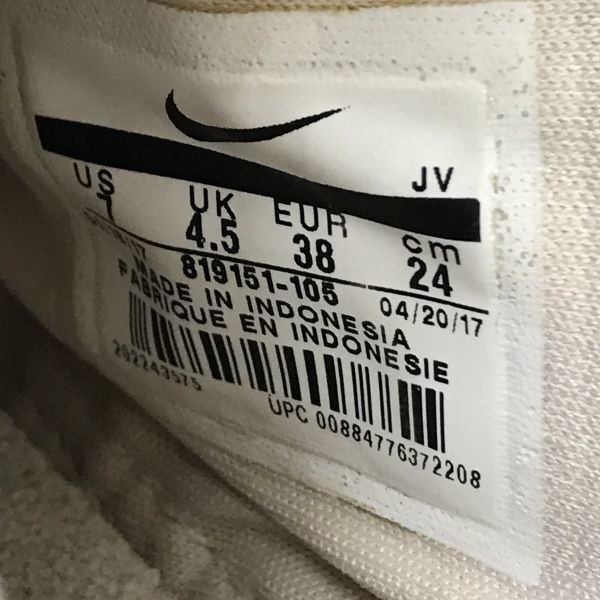 JV
US UK EUR cm
4.5 38 24
819151-105 04/20/17
MADE IN INDONESIA
FABRIQUE EN INDONESIE
202243575
UPC 00884776372208